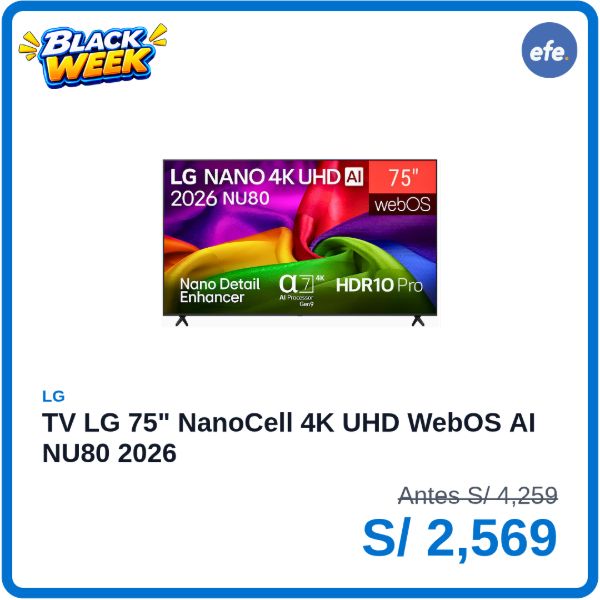 BLACK
WEEK
efe.
LG NANO 4K UHD AI
75"
2026 NU80
webOS
Nano Detail
Enhancer
α7 4K
AI Processor
Gen9
HDR10 Pro
LG
TV LG 75" NanoCell 4K UHD WebOS AI
NU80 2026
Antes S/ 4,259
S/ 2,569